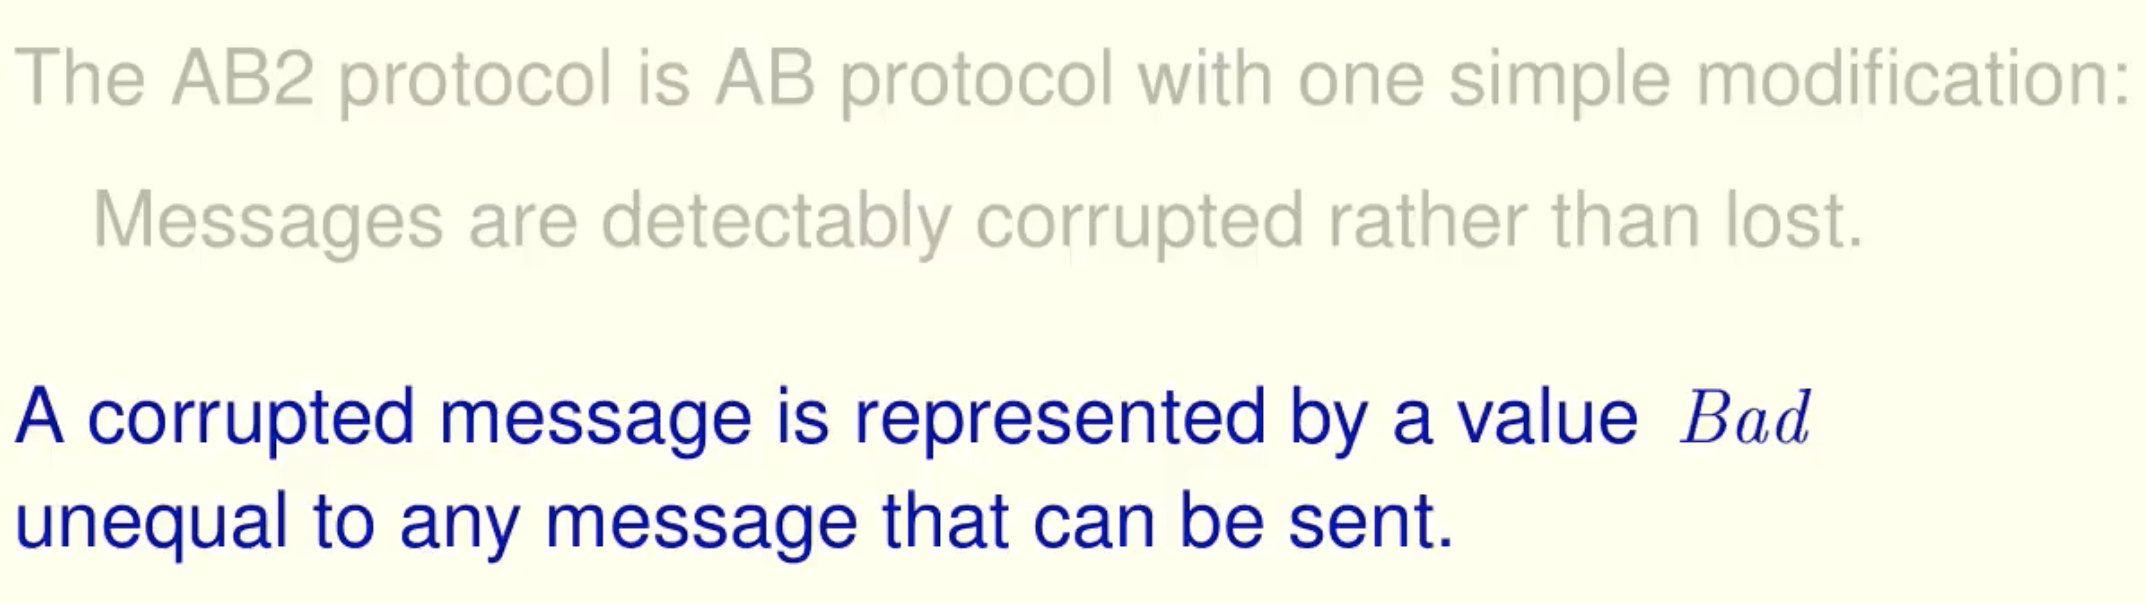 The AB2 protocol is AB protocol with one simple modification:
Messages are detectably corrupted rather than lost.
A corrupted message is represented by a value Bad
unequal to any message that can be sent.